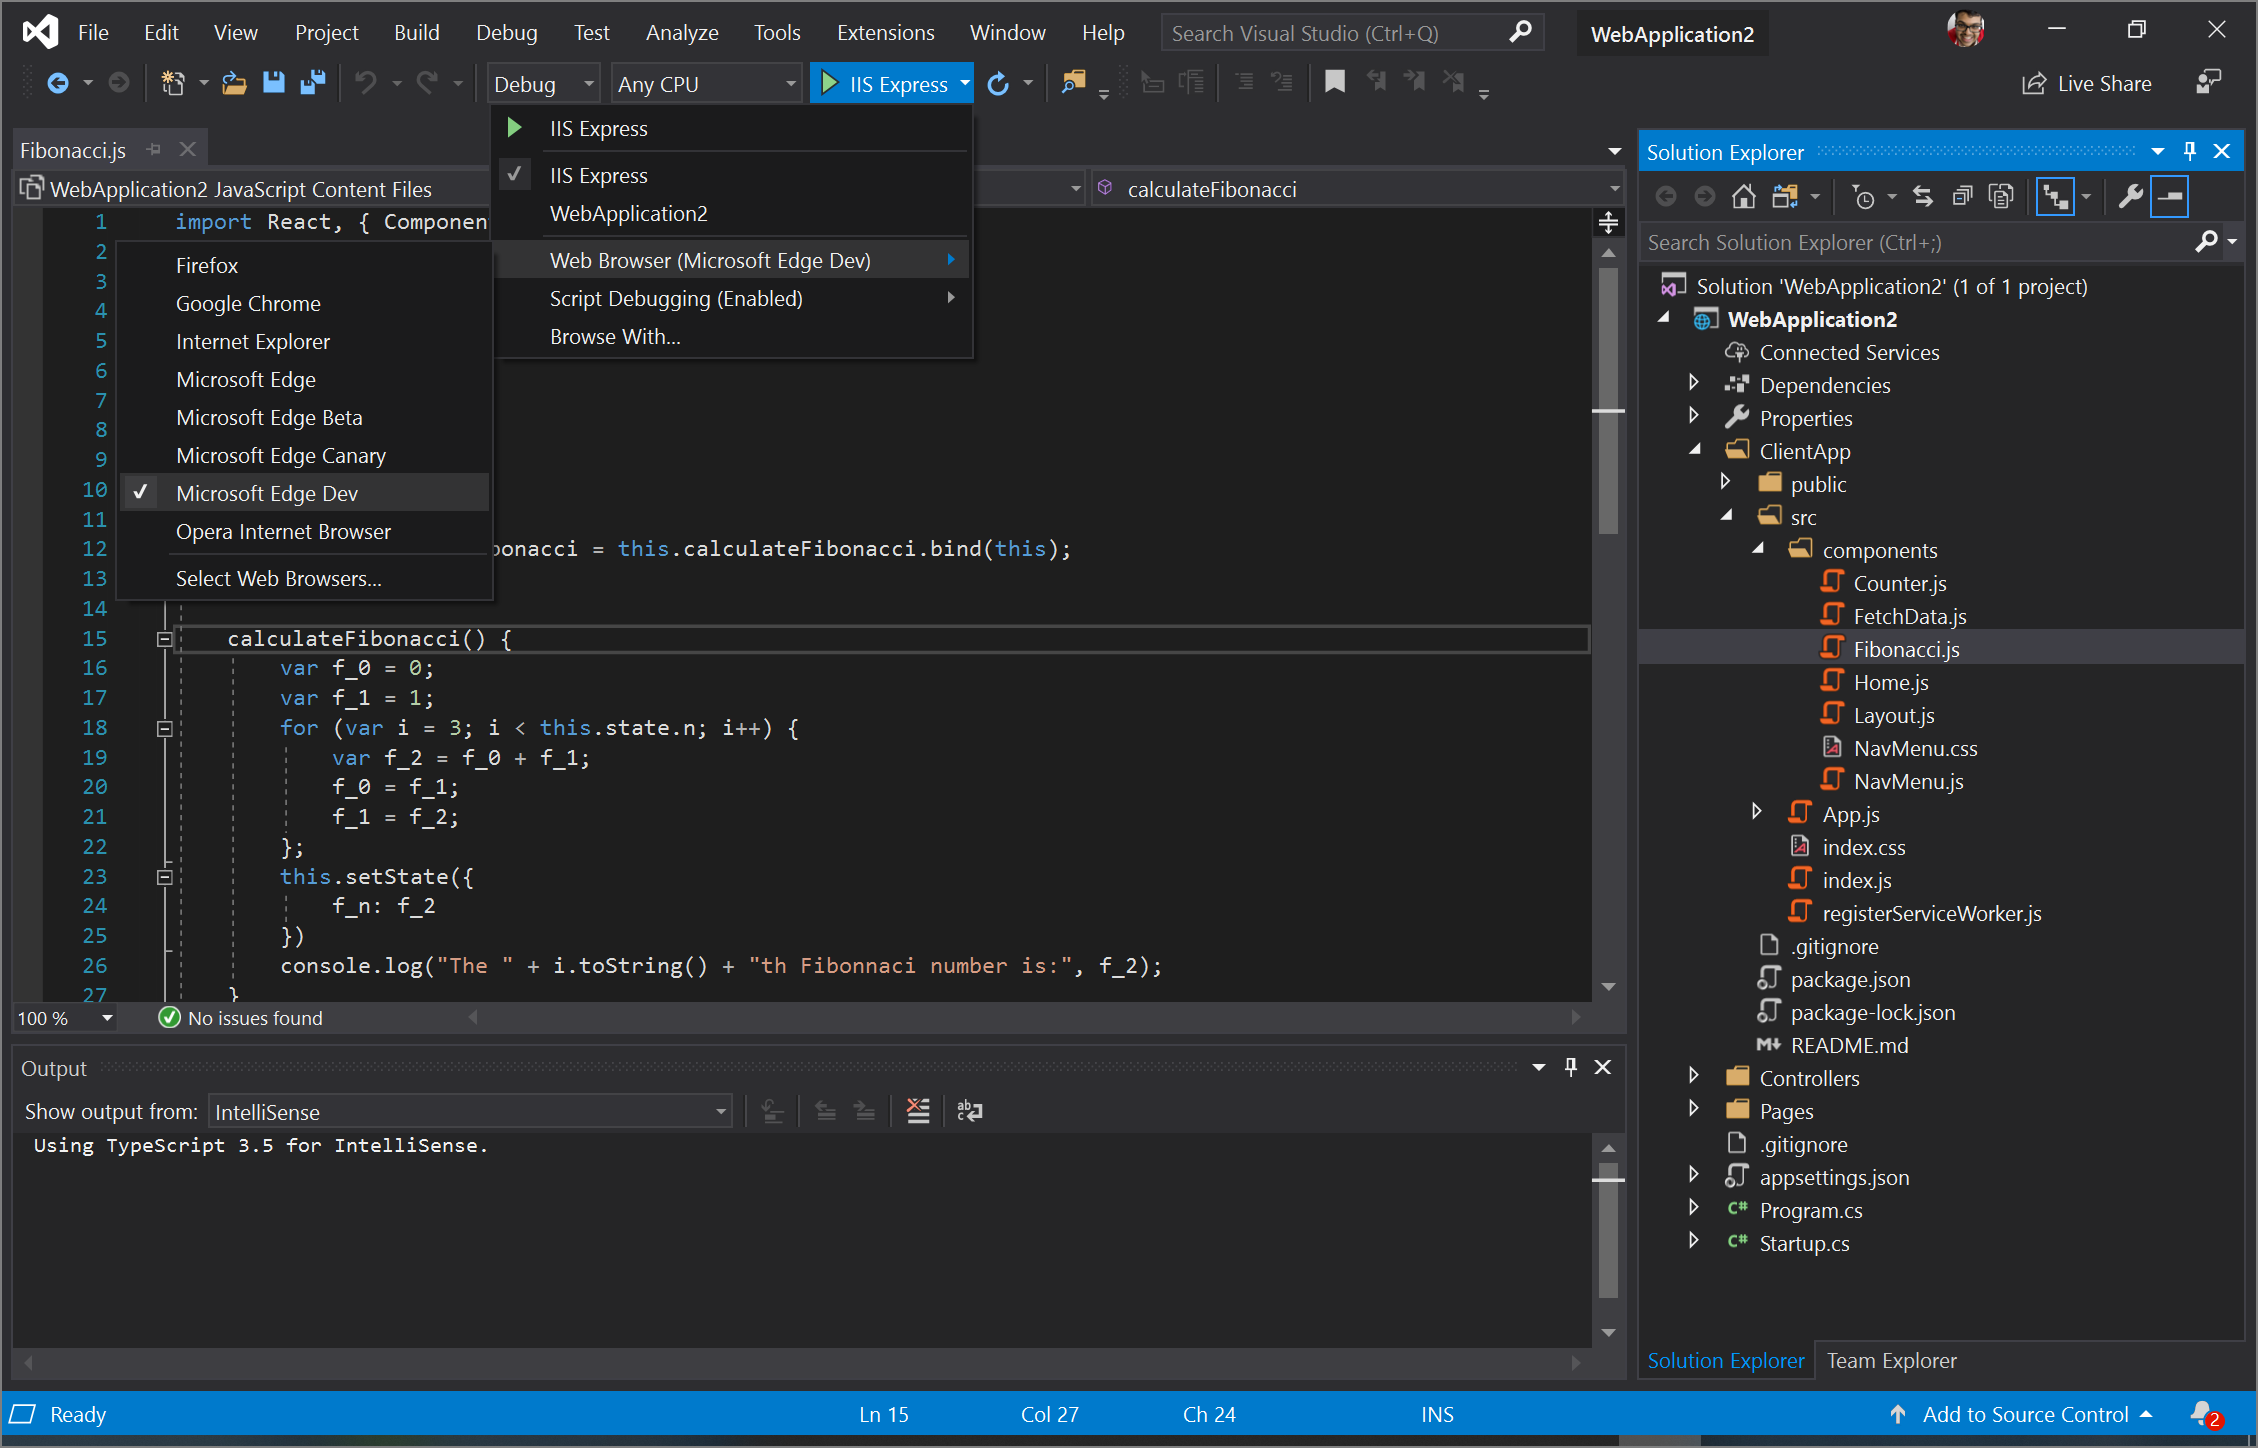 File Edit View Project Build Debug Test Analyze Tools Extensions Window Help Search Visual Studio (Ctrl+Q) WebApplication2
Debug Any CPU IIS Express Live Share
Fibonacci.js
WebApplication2 JavaScript Content Files calculateFibonacci
IIS Express
IIS Express
WebApplication2
Web Browser (Microsoft Edge Dev)
Script Debugging (Enabled)
Browse With...
Firefox
Google Chrome
Internet Explorer
Microsoft Edge
Microsoft Edge Beta
Microsoft Edge Canary
Microsoft Edge Dev
Opera Internet Browser
Select Web Browsers...
1 import React, { Component
2
3
4
5
6
7
8
9
10
11
12 onacci = this.calculateFibonacci.bind(this);
13
14
15 calculateFibonacci() {
16 var f_0 = 0;
17 var f_1 = 1;
18 for (var i = 3; i < this.state.n; i++) {
19 var f_2 = f_0 + f_1;
20 f_0 = f_1;
21 f_1 = f_2;
22 };
23 this.setState({
24 f_n: f_2
25 })
26 console.log("The " + i.toString() + "th Fibonnaci number is:", f_2);
27 }
100 % No issues found
Output
Show output from: IntelliSense
Using TypeScript 3.5 for IntelliSense.
Solution Explorer
Search Solution Explorer (Ctrl+;)
Solution 'WebApplication2' (1 of 1 project)
WebApplication2
Connected Services
Dependencies
Properties
ClientApp
public
src
components
Counter.js
FetchData.js
Fibonacci.js
Home.js
Layout.js
NavMenu.css
NavMenu.js
App.js
index.css
index.js
registerServiceWorker.js
.gitignore
package.json
package-lock.json
M README.md
Controllers
Pages
.gitignore
appsettings.json
C# Program.cs
C# Startup.cs
Solution Explorer Team Explorer
Ready Ln 15 Col 27 Ch 24 INS Add to Source Control 2